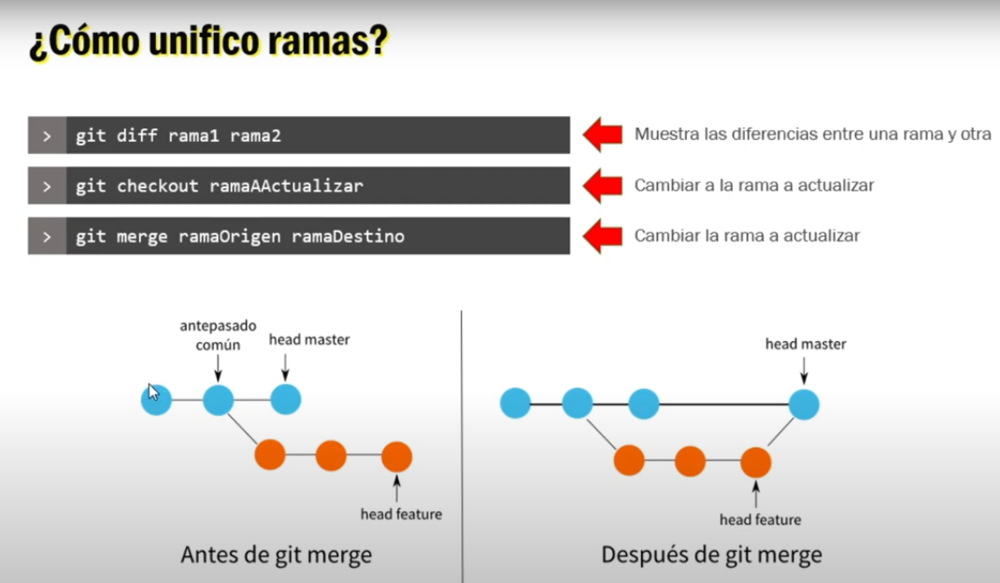 ¿Cómo unifico ramas?
> git diff rama1 rama2
Muestra las diferencias entre una rama y otra
> git checkout ramaAActualizar
Cambiar a la rama a actualizar
> git merge ramaOrigen ramaDestino
Cambiar la rama a actualizar
antepasado
común
head master
head feature
Antes de git merge
head master
head feature
Después de git merge